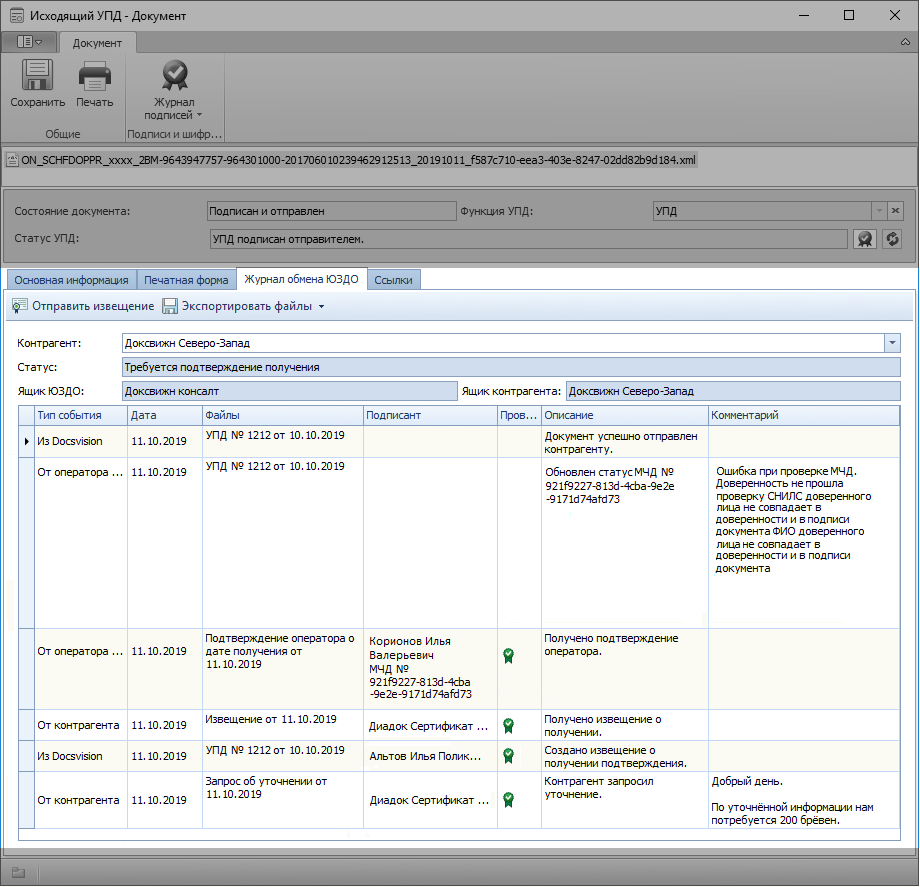 Исходящий УПД - Документ
Документ
Сохранить
Печать
Журнал
подписей
Общие
Подписи и шифр...
ON_SCHFDOPPR_xxxx_2BM-9643947757-964301000-201706010239462912513_20191011_f587c710-eea3-403e-8247-02dd82b9d184.xml
Состояние документа:
Подписан и отправлен
Функция УПД:
УПД
Статус УПД:
УПД подписан отправителем.
Основная информация
Печатная форма
Журнал обмена ЮЗДО
Ссылки
Отправить извещение
Экспортировать файлы
Контрагент:
Доксвижн Северо-Запад
Статус:
Требуется подтверждение получения
Ящик ЮЗДО:
Доксвижн консалт
Ящик контрагента:
Доксвижн Северо-Запад
Тип события
Дата
Файлы
Подписант
Пров...
Описание
Комментарий
Из Docsvision
11.10.2019
УПД № 1212 от 10.10.2019
Документ успешно отправлен
контрагенту.
От оператора ...
11.10.2019
УПД № 1212 от 10.10.2019
Обновлен статус МЧД №
921f9227-813d-4cba-9e2e
-9171d74afd73
Ошибка при проверке МЧД.
Доверенность не прошла
проверку СНИЛС доверенного
лица не совпадает в
доверенности и в подписи
документа ФИО доверенного
лица не совпадает в
доверенности и в подписи
документа
От оператора ...
11.10.2019
Подтверждение оператора о
дате получения от
11.10.2019
Корионов Илья
Валерьевич
МЧД №
921f9227-813d-4cba
-9e2e-9171d74afd73
Получено подтверждение
оператора.
От контрагента
11.10.2019
Извещение от 11.10.2019
Диадок Сертификат ...
Получено извещение о
получении.
Из Docsvision
11.10.2019
УПД № 1212 от 10.10.2019
Альтов Илья Полик...
Создано извещение о
получении подтверждения.
От контрагента
11.10.2019
Запрос об уточнении от
11.10.2019
Диадок Сертификат ...
Контрагент запросил
уточнение.
Добрый день.
По уточнённой информации нам
потребуется 200 брёвен.